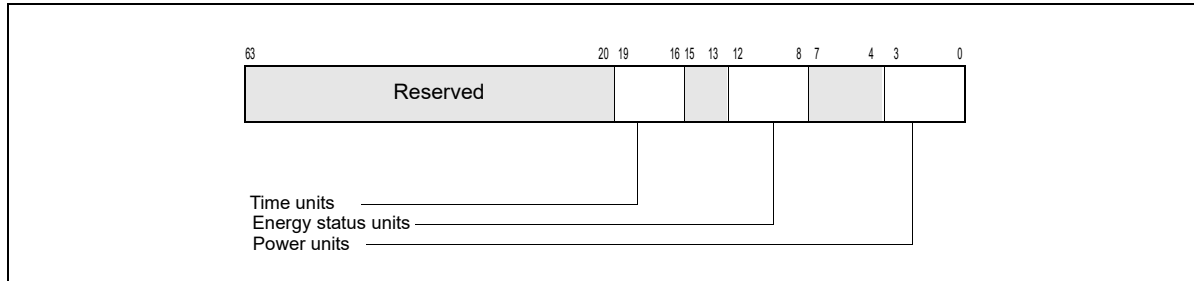 63 20 19 16 15 13 12 8 7 4 3 0
Reserved
Time units
Energy status units
Power units